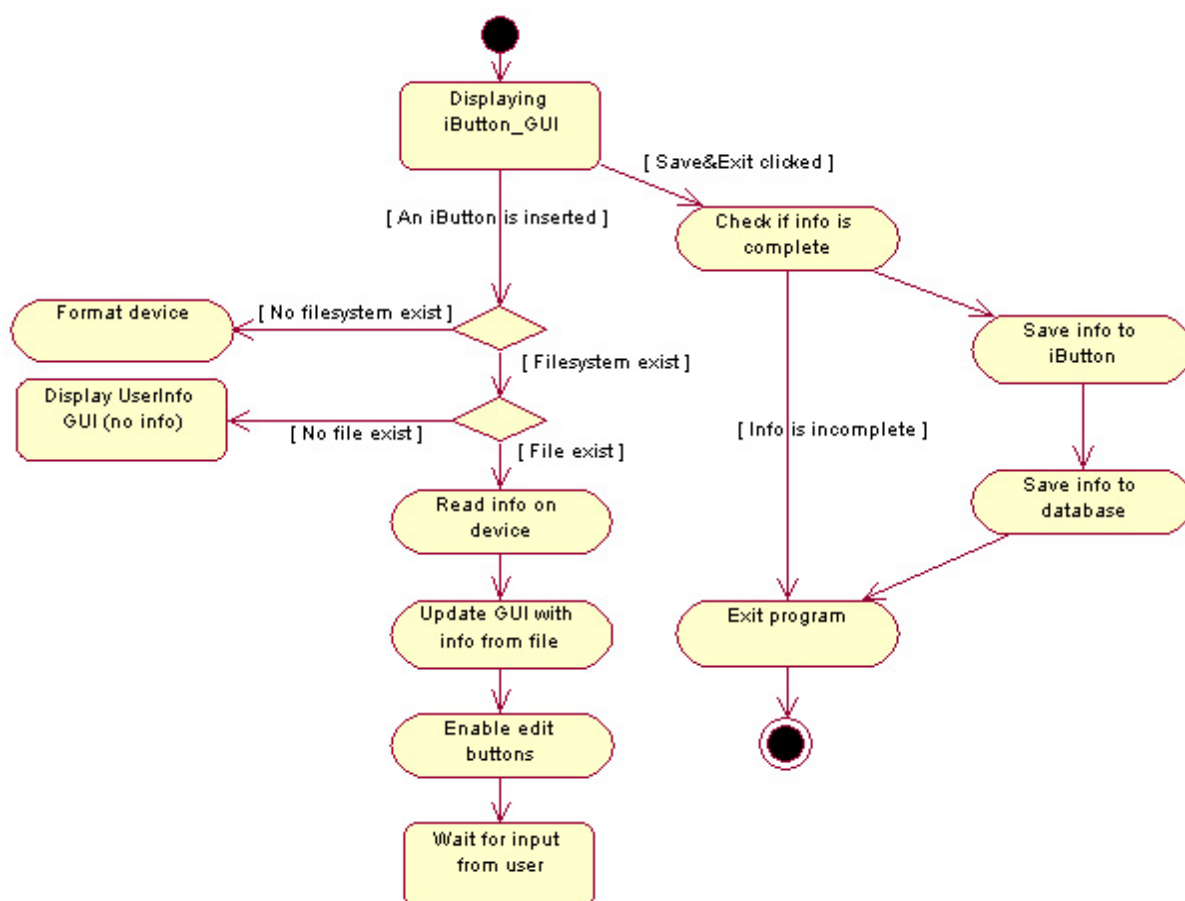 Displaying
iButton_GUI
[ Save&Exit clicked ]
[ An iButton is inserted ]
Check if info is
complete
Format device
[ No filesystem exist ]
Save info to
iButton
[ Filesystem exist ]
Display UserInfo
GUI (no info)
[ No file exist ]
[ Info is incomplete ]
[ File exist ]
Read info on
device
Save info to
database
Update GUI with
info from file
Exit program
Enable edit
buttons
Wait for input
from user